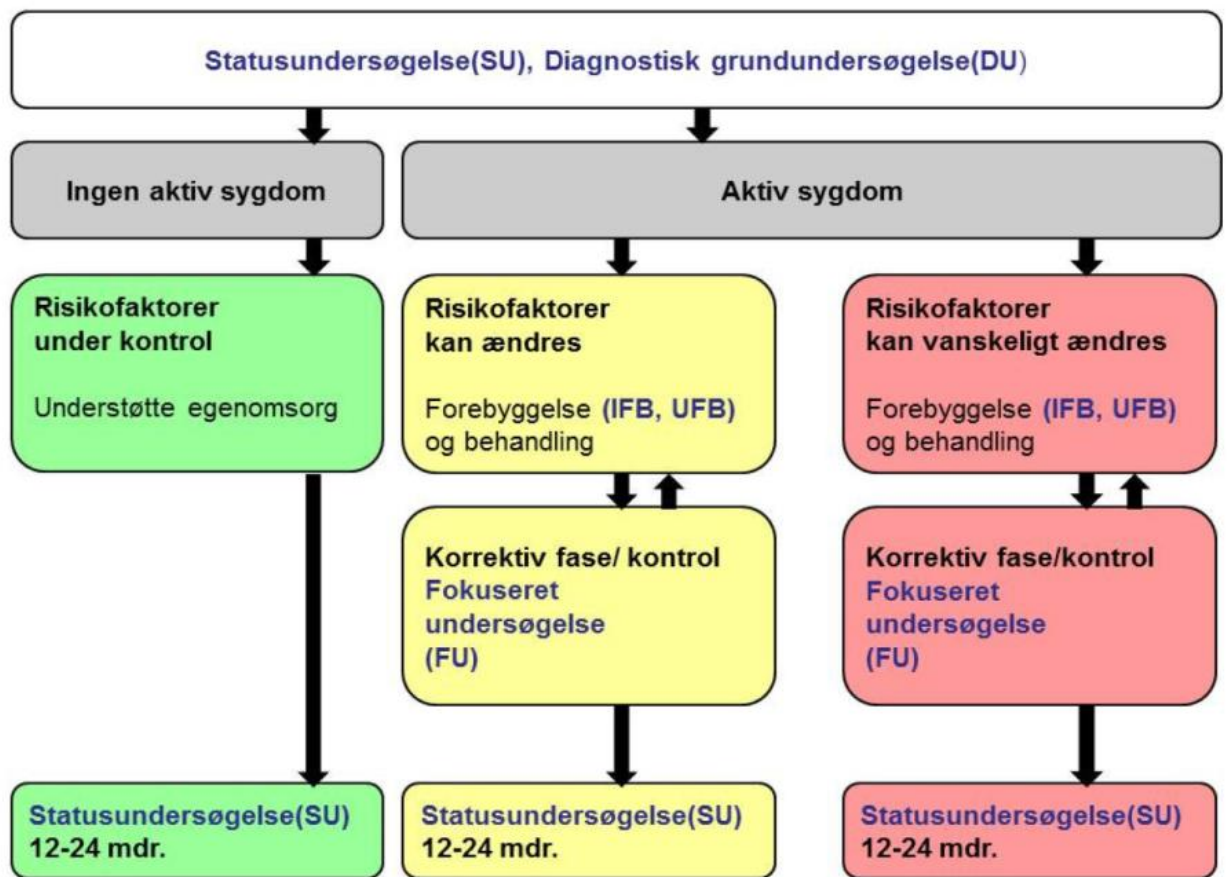 Statusundersøgelse(SU), Diagnostisk grundundersøgelse(DU)
Ingen aktiv sygdom
Aktiv sygdom
Risikofaktorer
under kontrol
Understøtte egenomsorg
Risikofaktorer
kan ændres
Forebyggelse (IFB, UFB)
og behandling
Risikofaktorer
kan vanskeligt ændres
Forebyggelse (IFB, UFB)
og behandling
Korrektiv fase/ kontrol
Fokuseret
undersøgelse
(FU)
Korrektiv fase/kontrol
Fokuseret
undersøgelse
(FU)
Statusundersøgelse(SU)
12-24 mdr.
Statusundersøgelse(SU)
12-24 mdr.
Statusundersøgelse(SU)
12-24 mdr.